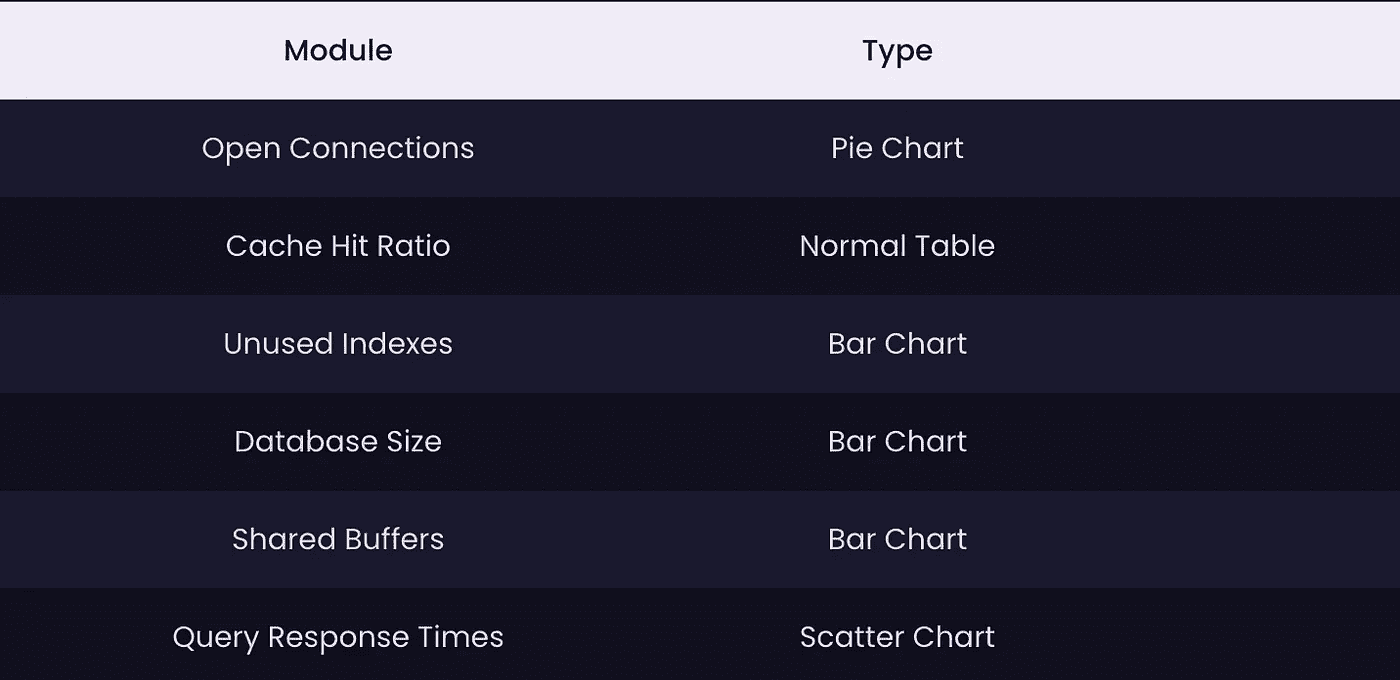 Module Type
Open Connections Pie Chart
Cache Hit Ratio Normal Table
Unused Indexes Bar Chart
Database Size Bar Chart
Shared Buffers Bar Chart
Query Response Times Scatter Chart